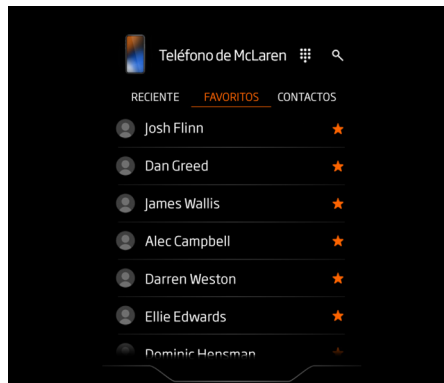 Teléfono de McLaren
RECIENTE FAVORITOS CONTACTOS
Josh Flinn
Dan Greed
James Wallis
Alec Campbell
Darren Weston
Ellie Edwards
Dominic Hensman